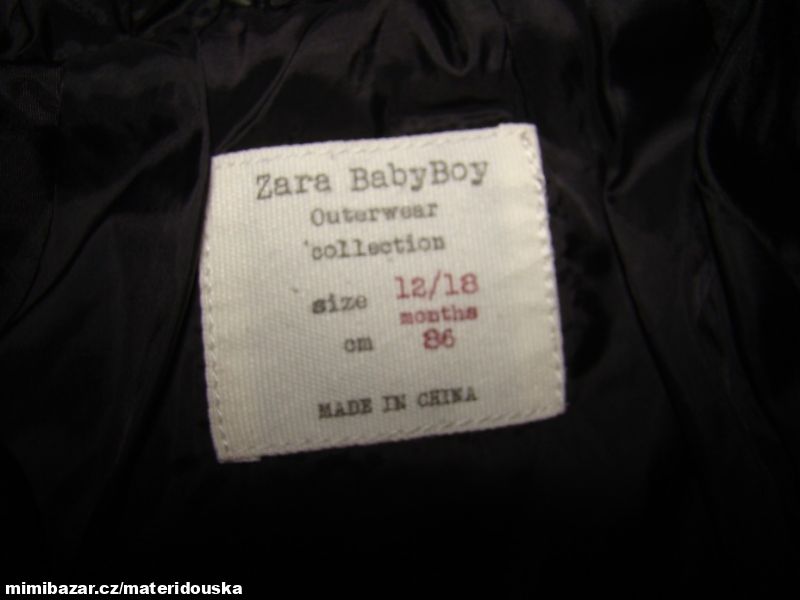 Zara BabyBoy
Outerwear
collection
size 12/18
months
cm 86
MADE IN CHINA
mimibazar.cz/materidouska